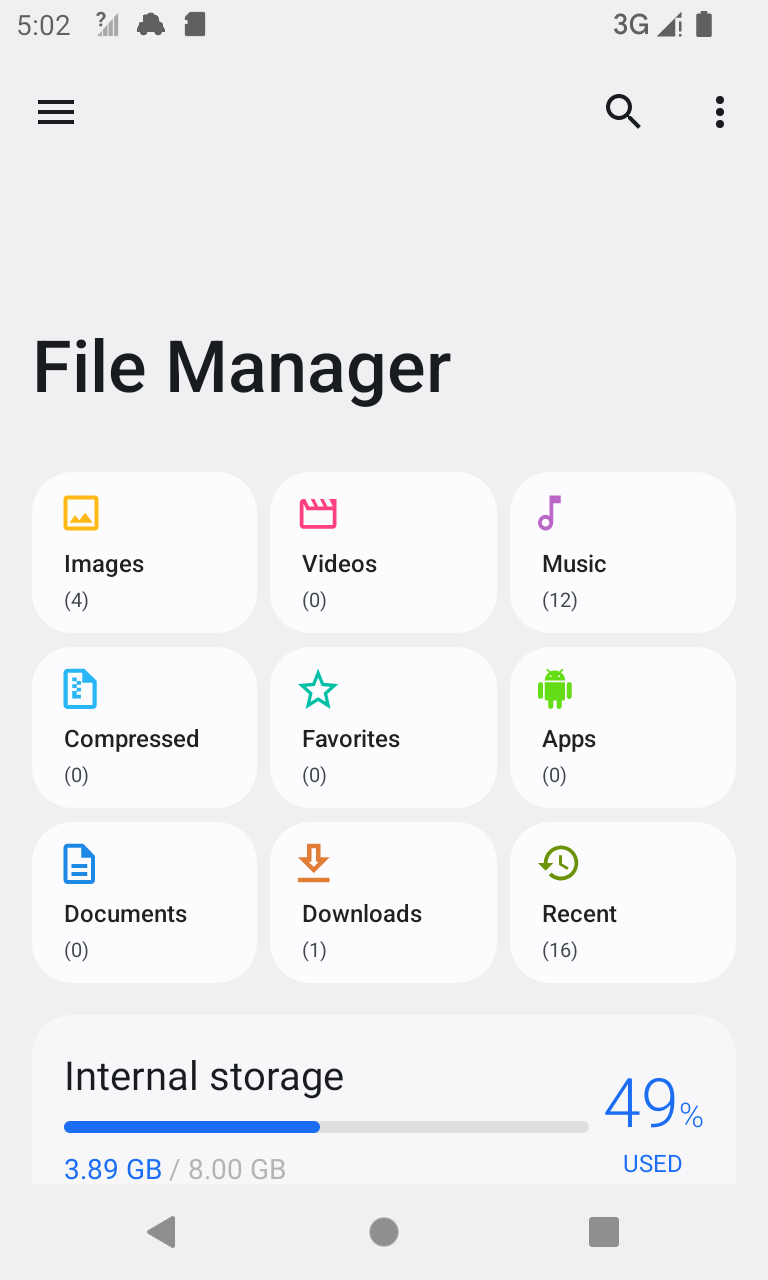 5:02
3G
File Manager
Images
(4)
Videos
(0)
Music
(12)
Compressed
(0)
Favorites
(0)
Apps
(0)
Documents
(0)
Downloads
(1)
Recent
(16)
Internal storage
49%
3.89 GB / 8.00 GB
USED